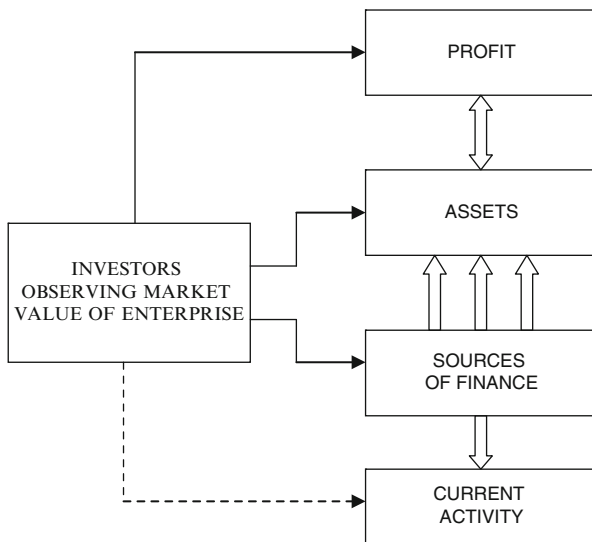 PROFIT
ASSETS
INVESTORS
OBSERVING MARKET
VALUE OF ENTERPRISE
SOURCES
OF FINANCE
CURRENT
ACTIVITY